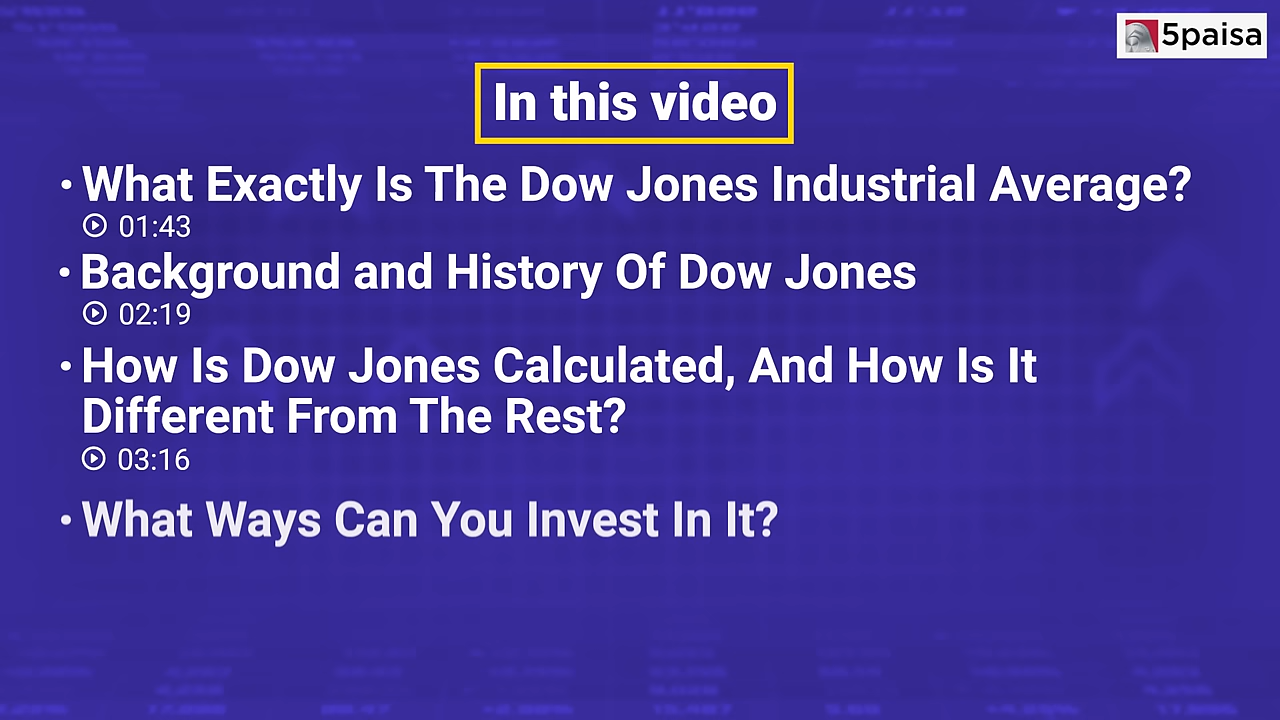 5paisa
In this video
• What Exactly Is The Dow Jones Industrial Average?
01:43
• Background and History Of Dow Jones
02:19
• How Is Dow Jones Calculated, And How Is It
Different From The Rest?
03:16
• What Ways Can You Invest In It?